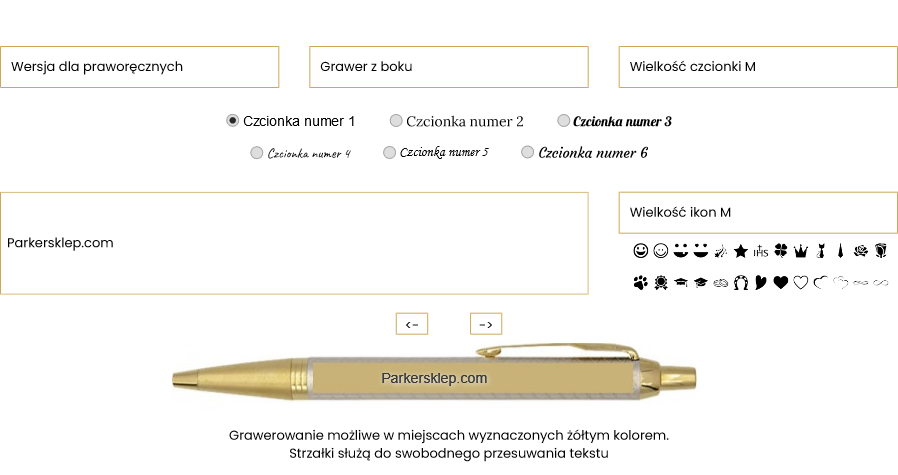 Wersja dla praworęcznych
Grawer z boku
Wielkość czcionki M
Czcionka numer 1
Czcionka numer 2
Czcionka numer 3
Czcionka numer 4
Czcionka numer 5
Czcionka numer 6
Parkersklep.com
Wielkość ikon M
IHS
<-
->
Parkersklep.com
Grawerowanie możliwe w miejscach wyznaczonych żółtym kolorem.
Strzałki służą do swobodnego przesuwania tekstu